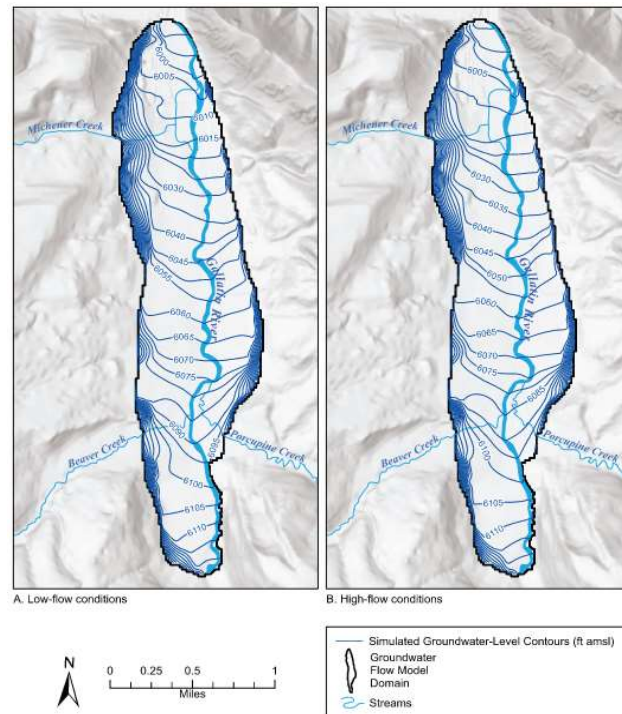 6000
6005
6010
Michener Creek
6015
6030
6040
6045
Gallatin River
6055
6060
6065
6070
6075
6090
6095
Beaver Creek
Porcupine Creek
6100
6105
6110
A. Low-flow conditions
6005
Michener Creek
6030
6035
6040
6045
Gallatin River
6050
6060
6065
6070
6075
6085
Beaver Creek
Porcupine Creek
6100
6105
6110
B. High-flow conditions
N
0 0.25 0.5 1
Miles
Simulated Groundwater-Level Contours (ft amsl)
Groundwater
Flow Model
Domain
Streams